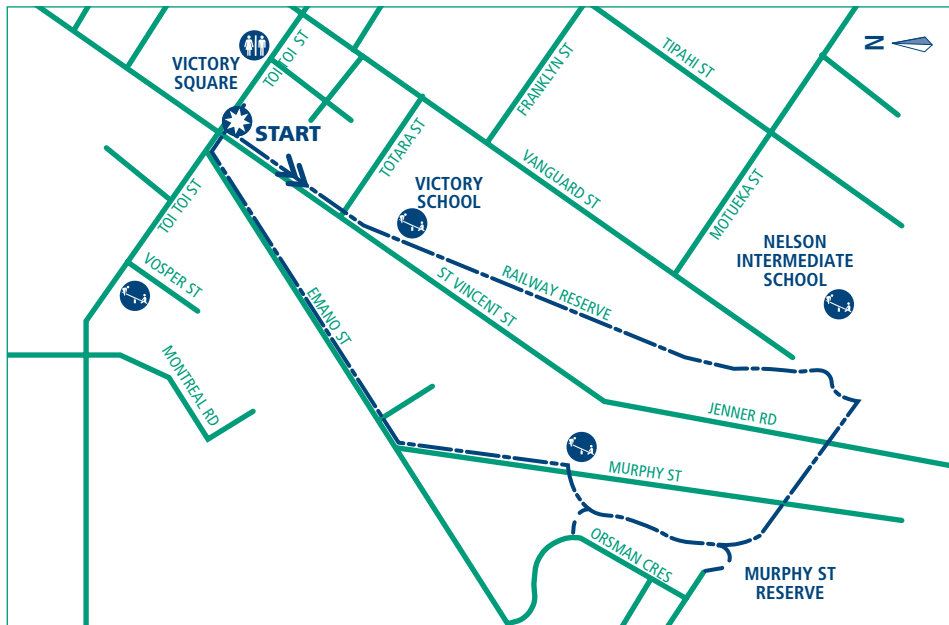 TOI TOI ST
VICTORY
SQUARE
START
TOI TOI ST
TOTARA ST
FRANKLYN ST
TIPAHI ST
N
VICTORY
SCHOOL
VANGUARD ST
MOTUEKA ST
NELSON
INTERMEDIATE
SCHOOL
VOSPER ST
EMANO ST
ST VINCENT ST
RAILWAY RESERVE
MONTREAL RD
JENNER RD
MURPHY ST
ORSMAN CRES
MURPHY ST
RESERVE